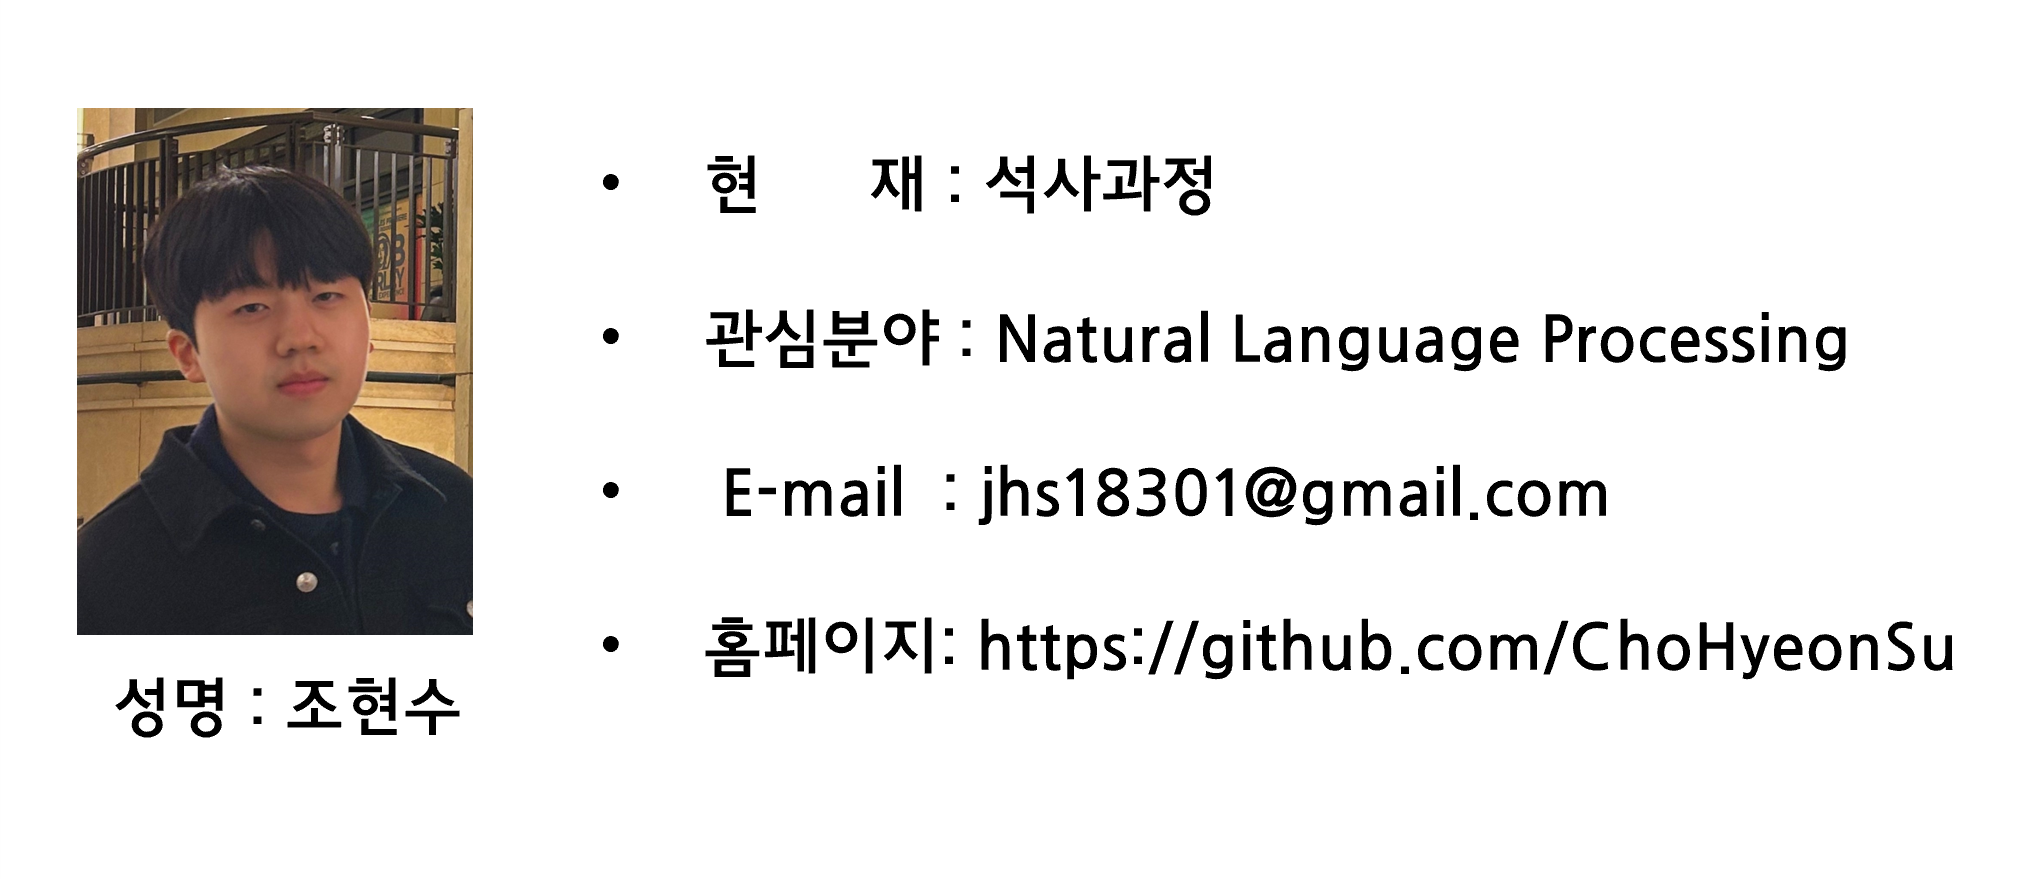 현 재 : 석사과정
관심분야 : Natural Language Processing
E-mail : jhs18301@gmail.com
홈페이지: https://github.com/ChoHyeonSu
성명 : 조현수